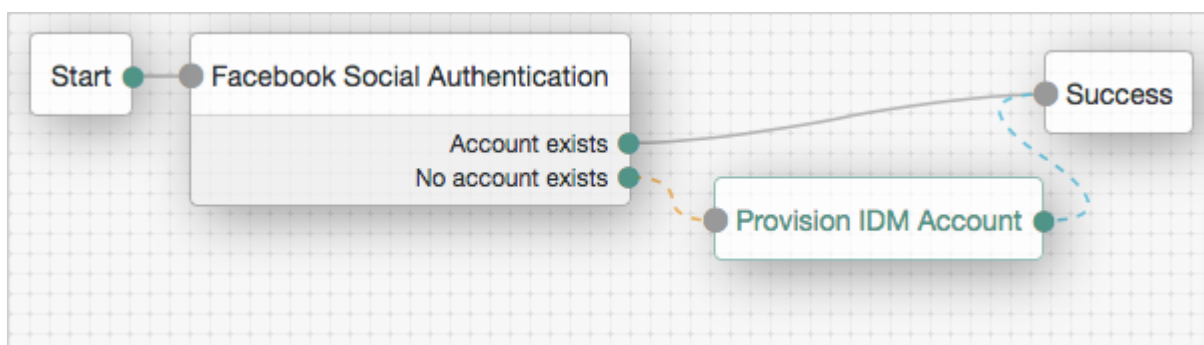 Start
Facebook Social Authentication
Account exists
No account exists
Success
Provision IDM Account